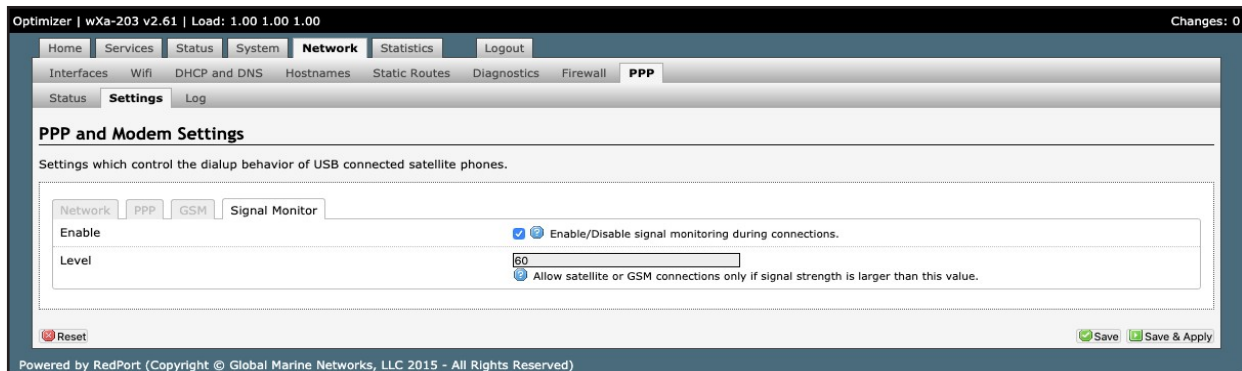 Optimizer | wXa-203 v2.61 | Load: 1.00 1.00 1.00 Changes: 0
Home Services Status System Network Statistics Logout
Interfaces Wifi DHCP and DNS Hostnames Static Routes Diagnostics Firewall PPP
Status Settings Log
PPP and Modem Settings
Settings which control the dialup behavior of USB connected satellite phones.
Network PPP GSM Signal Monitor
Enable Enable/Disable signal monitoring during connections.
Level 60
Allow satellite or GSM connections only if signal strength is larger than this value.
Reset Save Save & Apply
Powered by RedPort (Copyright © Global Marine Networks, LLC 2015 - All Rights Reserved)